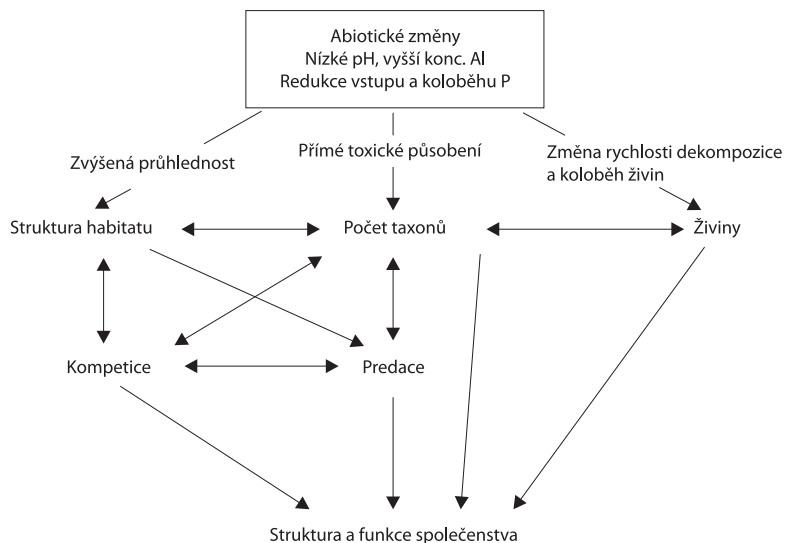 Abiotické změny
Nízké pH, vyšší konc. Al
Redukce vstupu a koloběhu P
Zvýšená průhlednost
Přímé toxické působení
Změna rychlosti dekompozice
a koloběh živin
Struktura habitatu
Počet taxonů
Živiny
Kompetice
Predace
Struktura a funkce společenstva